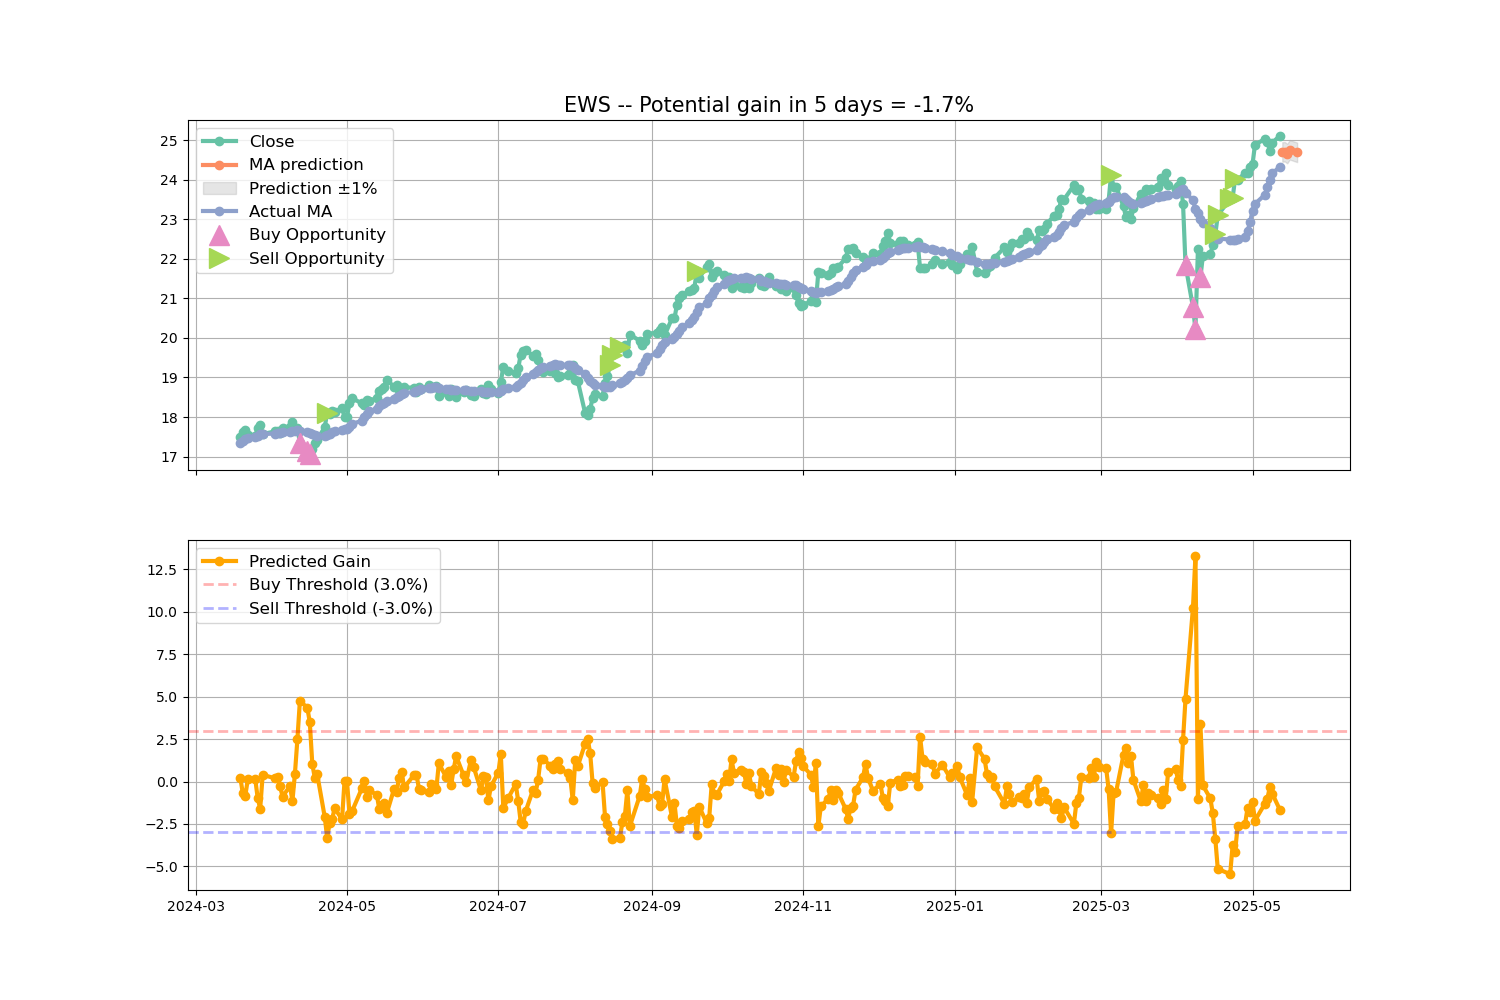 EWS -- Potential gain in 5 days = -1.7%
Close
MA prediction
Prediction ±1%
Actual MA
Buy Opportunity
Sell Opportunity
25
24
23
22
21
20
19
18
17
Predicted Gain
Buy Threshold (3.0%)
Sell Threshold (-3.0%)
12.5
10.0
7.5
5.0
2.5
0.0
−2.5
−5.0
2024-03 2024-05 2024-07 2024-09 2024-11 2025-01 2025-03 2025-05